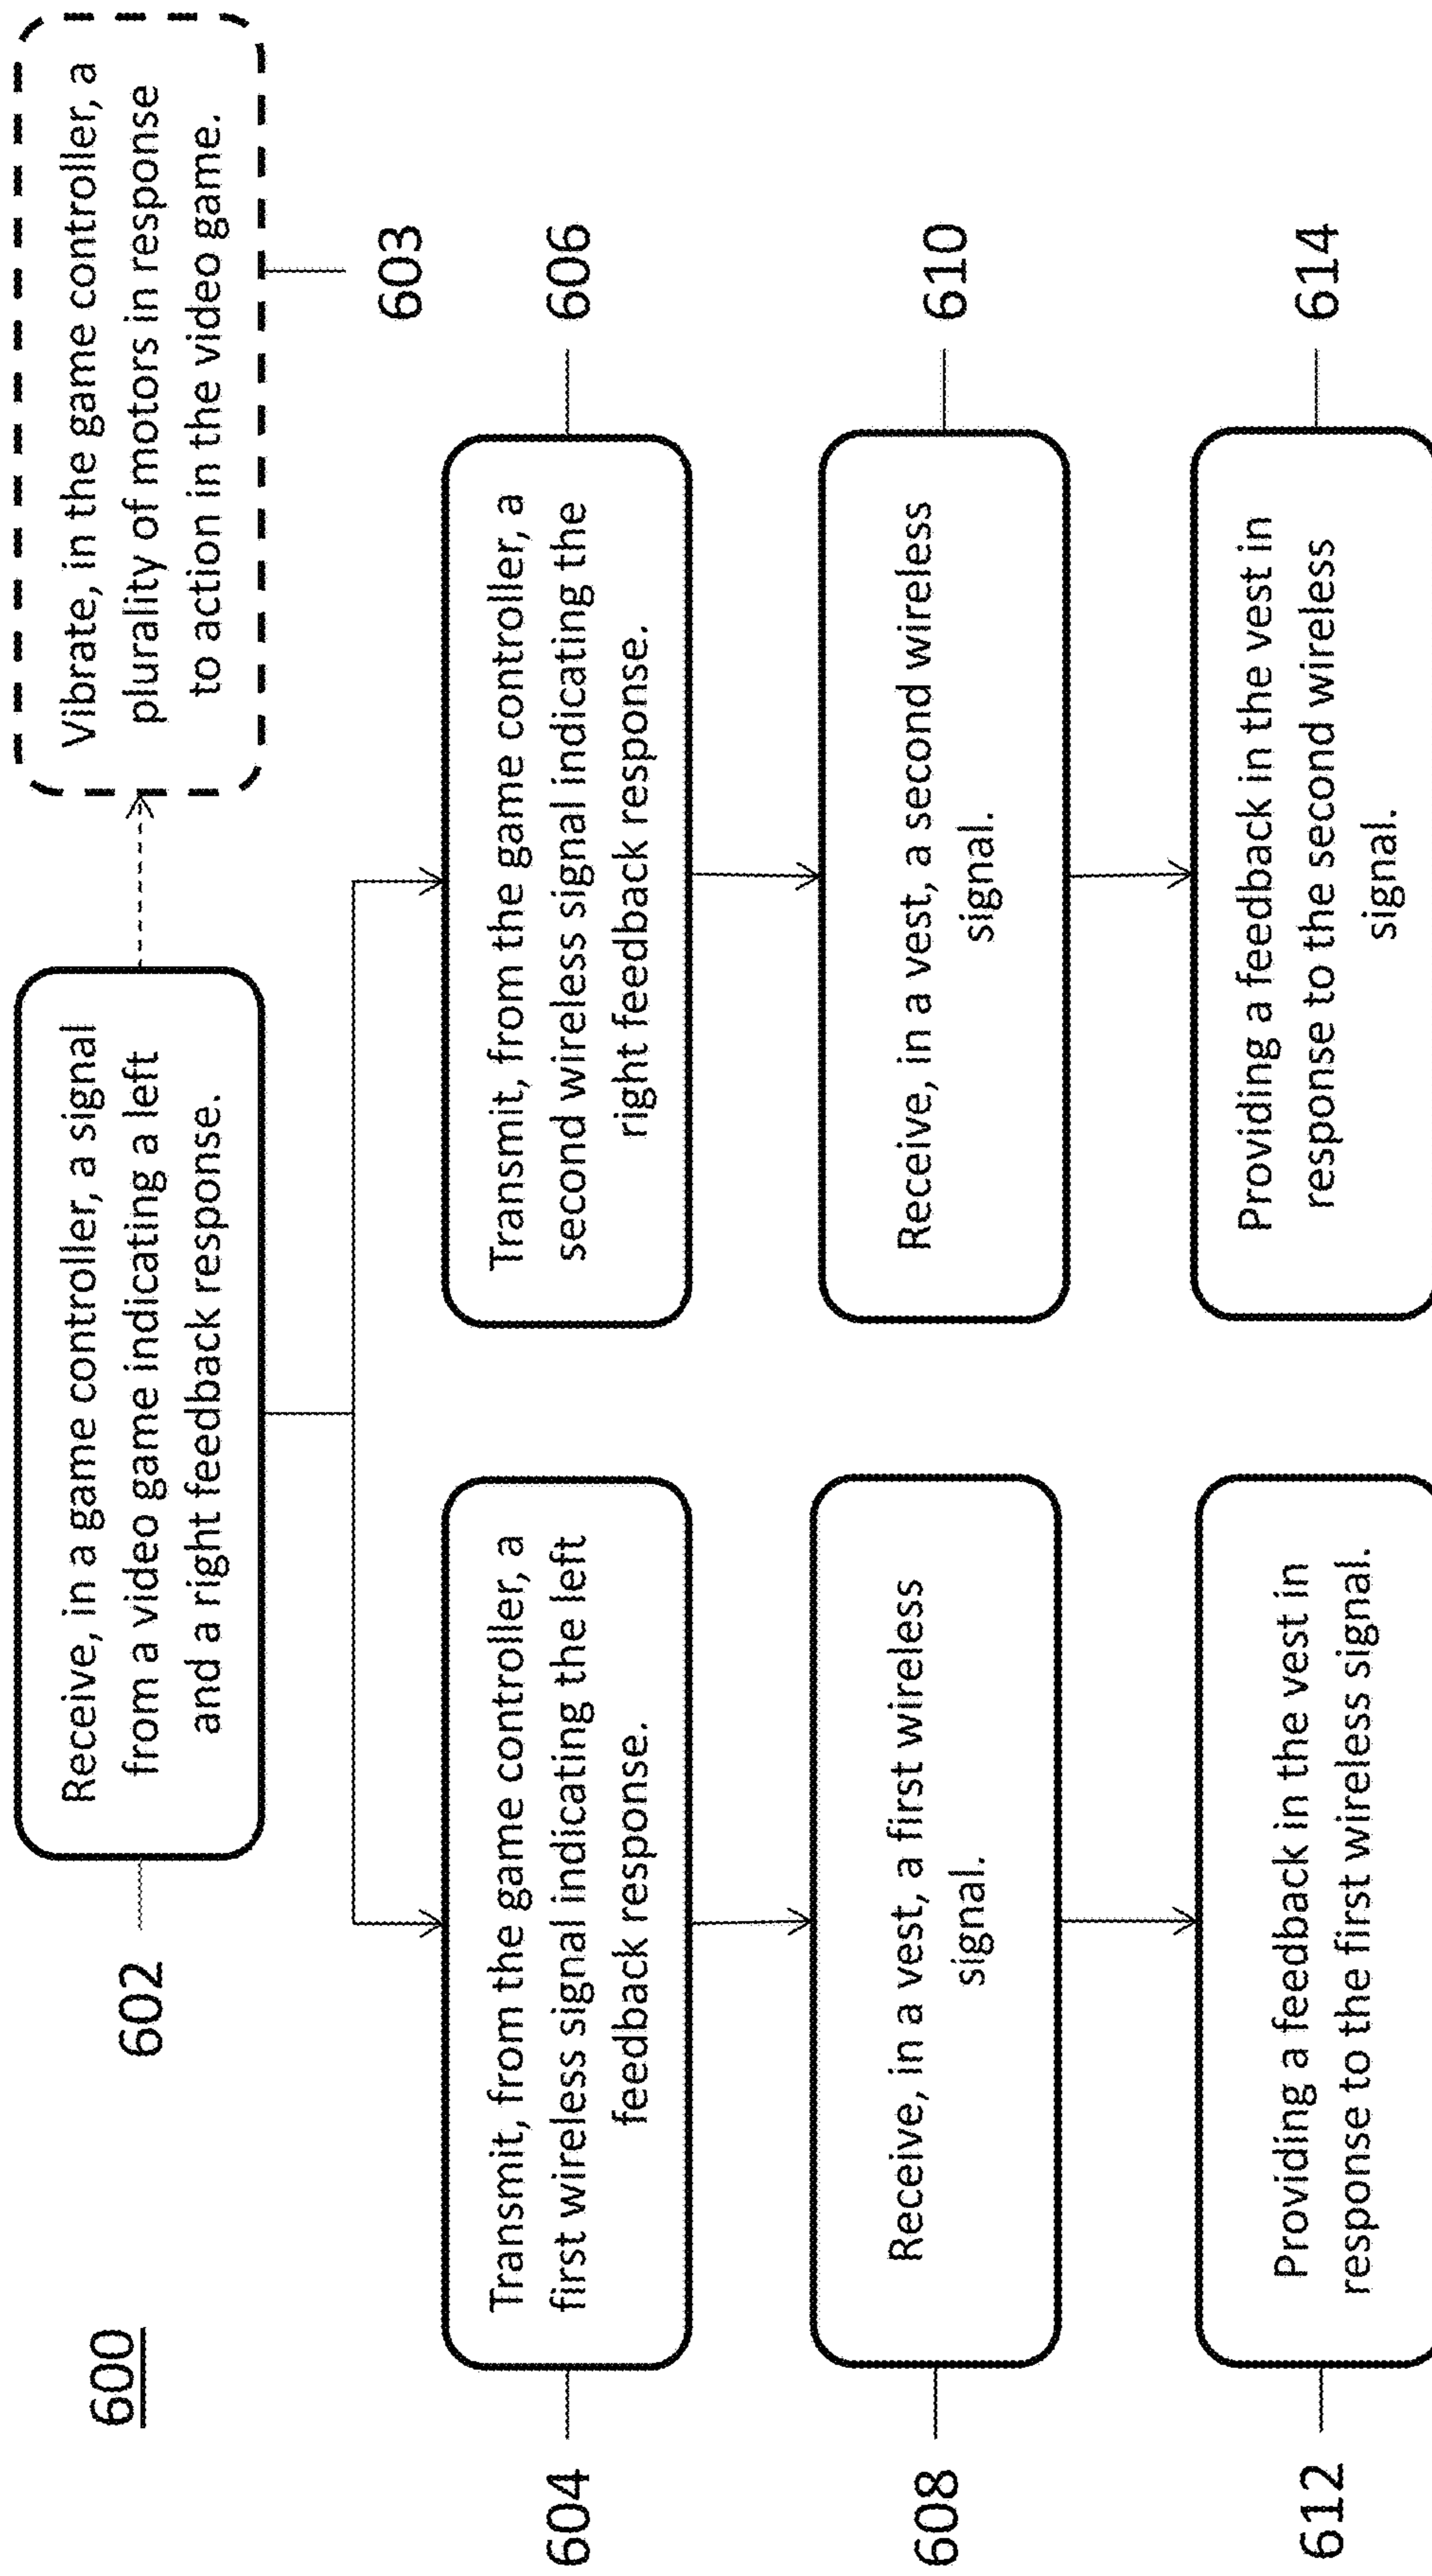 600
602
Receive, in a game controller, a signal
from a video game indicating a left
and a right feedback response.
Vibrate, in the game controller, a
plurality of motors in response
to action in the video game.
603
604
Transmit, from the game controller, a
first wireless signal indicating the left
feedback response.
Transmit, from the game controller, a
second wireless signal indicating the
right feedback response.
606
608
Receive, in a vest, a first wireless
signal.
Receive, in a vest, a second wireless
signal.
610
612
Providing a feedback in the vest in
response to the first wireless signal.
Providing a feedback in the vest in
response to the second wireless
signal.
614